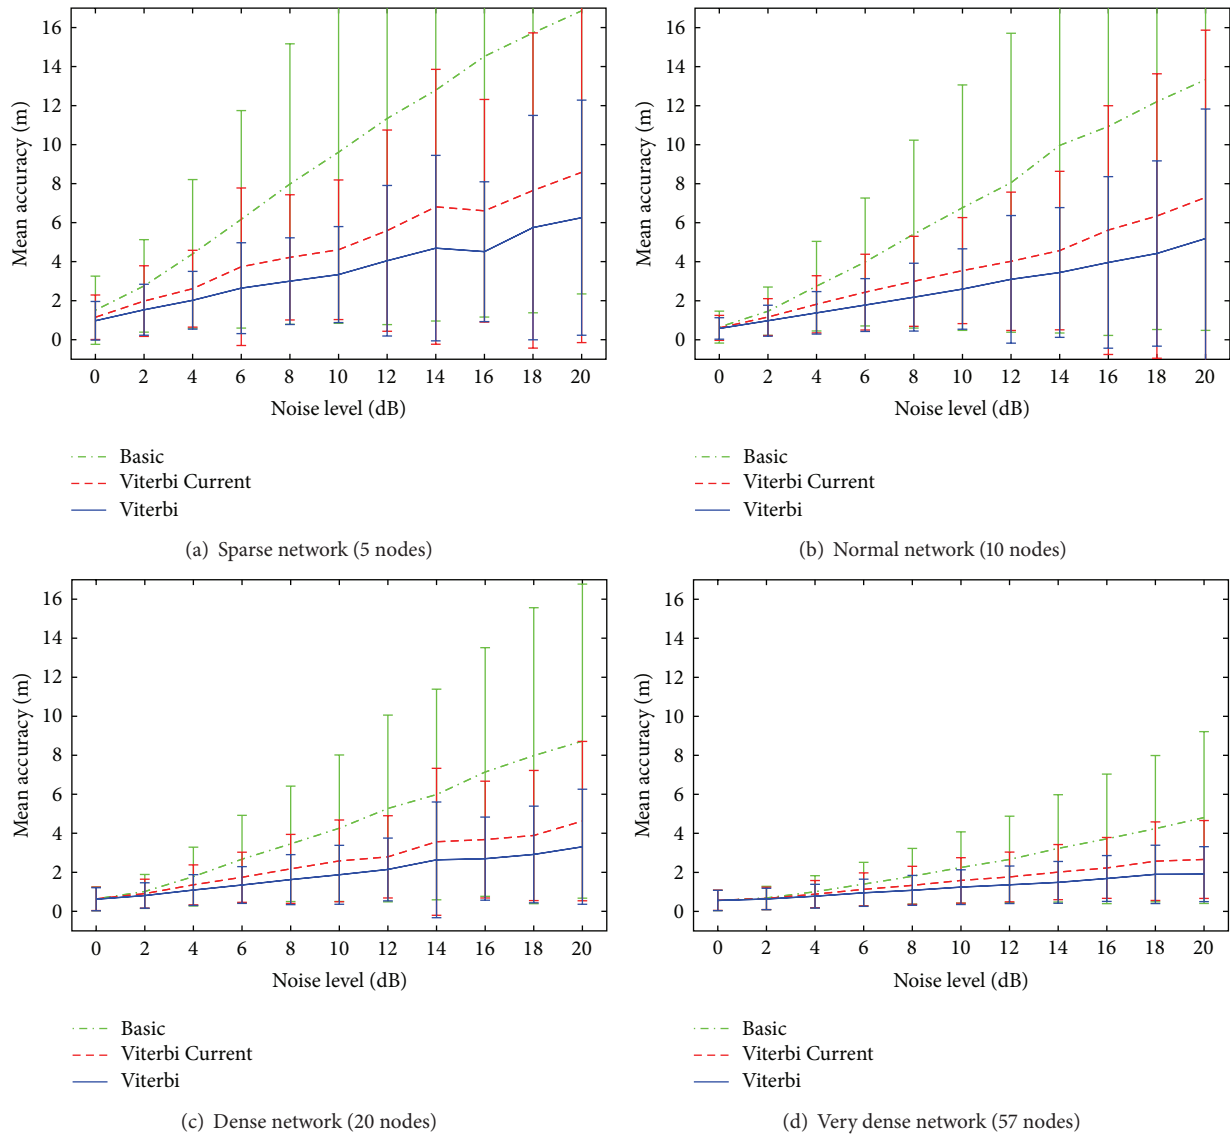 16
14
12
10
8
6
4
2
0
Mean accuracy (m)
0 2 4 6 8 10 12 14 16 18 20
Noise level (dB)
Basic
Viterbi Current
Viterbi
(a) Sparse network (5 nodes)
16
14
12
10
8
6
4
2
0
Mean accuracy (m)
0 2 4 6 8 10 12 14 16 18 20
Noise level (dB)
Basic
Viterbi Current
Viterbi
(b) Normal network (10 nodes)
16
14
12
10
8
6
4
2
0
Mean accuracy (m)
0 2 4 6 8 10 12 14 16 18 20
Noise level (dB)
Basic
Viterbi Current
Viterbi
(c) Dense network (20 nodes)
16
14
12
10
8
6
4
2
0
Mean accuracy (m)
0 2 4 6 8 10 12 14 16 18 20
Noise level (dB)
Basic
Viterbi Current
Viterbi
(d) Very dense network (57 nodes)